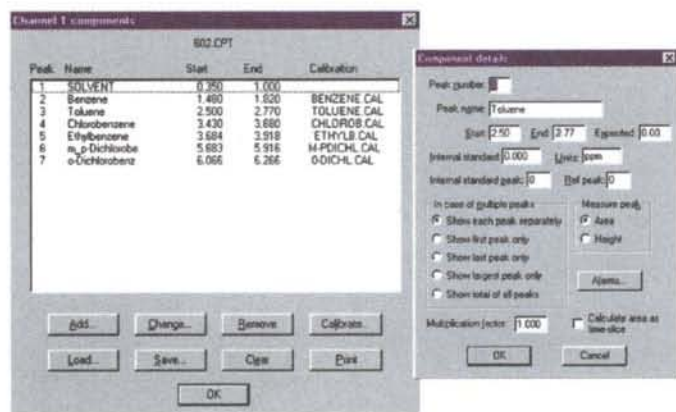 Channel 1 components
602.CPT
Peak Name Start End Calibration
1 SOLVENT 0.350 1.000
2 Benzene 1.480 1.820 BENZENE.CAL
3 Toluene 2.500 2.770 TOLUENE.CAL
4 Chlorobenzene 3.430 3.680 CHLOROB.CAL
5 Ethylbenzene 3.684 3.918 ETHYLB.CAL
6 m_p-Dichlorobe 5.683 5.916 M-PDICHL.CAL
7 o-Dichlorobenz 6.066 6.266 O-DICHL.CAL
Add... Change... Remove Calibrate...
Load... Save... Clear Print
OK
Component details
Peak number:
Peak name: Toluene
Start: 2.50 End: 2.77 Expected: 0.00
Internal standard: 0.000 Units: ppm
Internal standard peak: 0 Ref peak: 0
In case of multiple peaks
Show each peak separately
Show first peak only
Show last peak only
Show largest peak only
Show total of all peaks
Measure peak
Area
Height
Alarms...
Multiplication factor: 1.000
Calculate area as
time-slice
OK Cancel